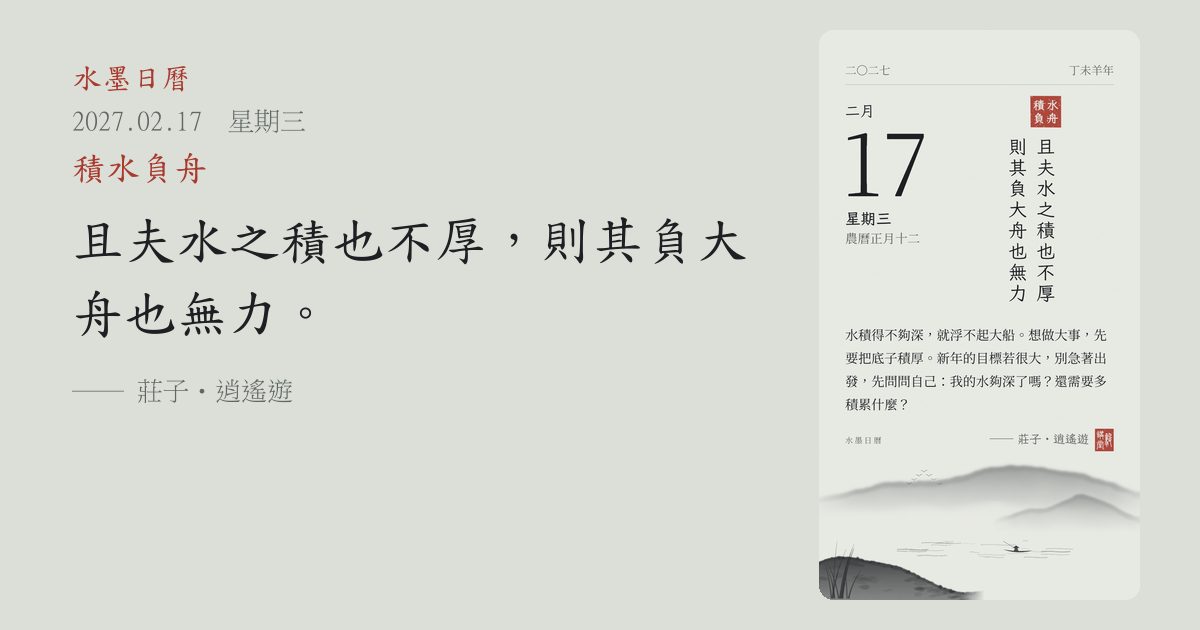 水墨日曆
2027.02.17 星期三
積水負舟
且夫水之積也不厚，則其負大
舟也無力。
—— 莊子・逍遙遊
二〇二七
丁未羊年
二月
17
星期三
農曆正月十二
水舟
積負
且夫水之積也不厚
則其負大舟也無力
水積得不夠深，就浮不起大船。想做大事，先
要把底子積厚。新年的目標若很大，別急著出
發，先問問自己：我的水夠深了嗎？還需要多
積累什麼？
水墨日曆
—— 莊子・逍遙遊